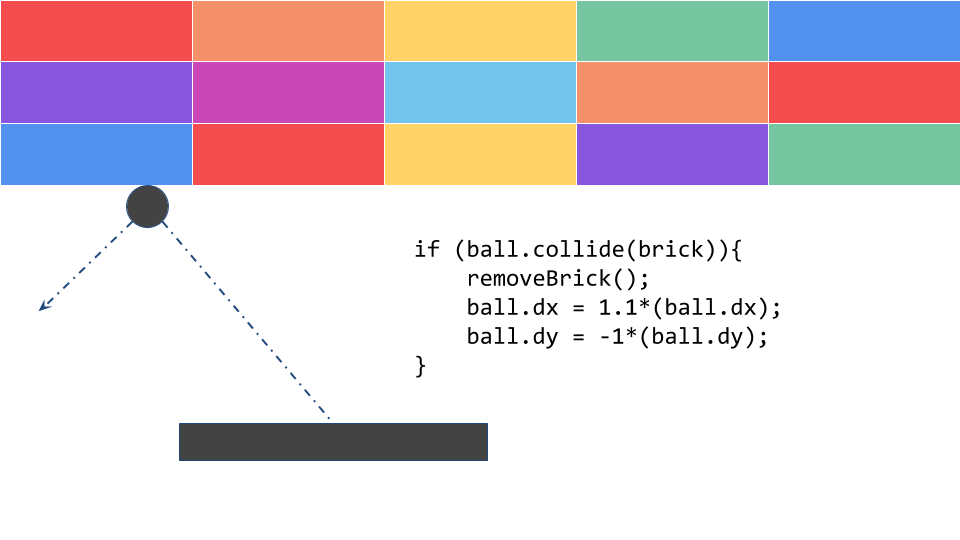 if (ball.collide(brick)){
    removeBrick();
    ball.dx = 1.1*(ball.dx);
    ball.dy = -1*(ball.dy);
}